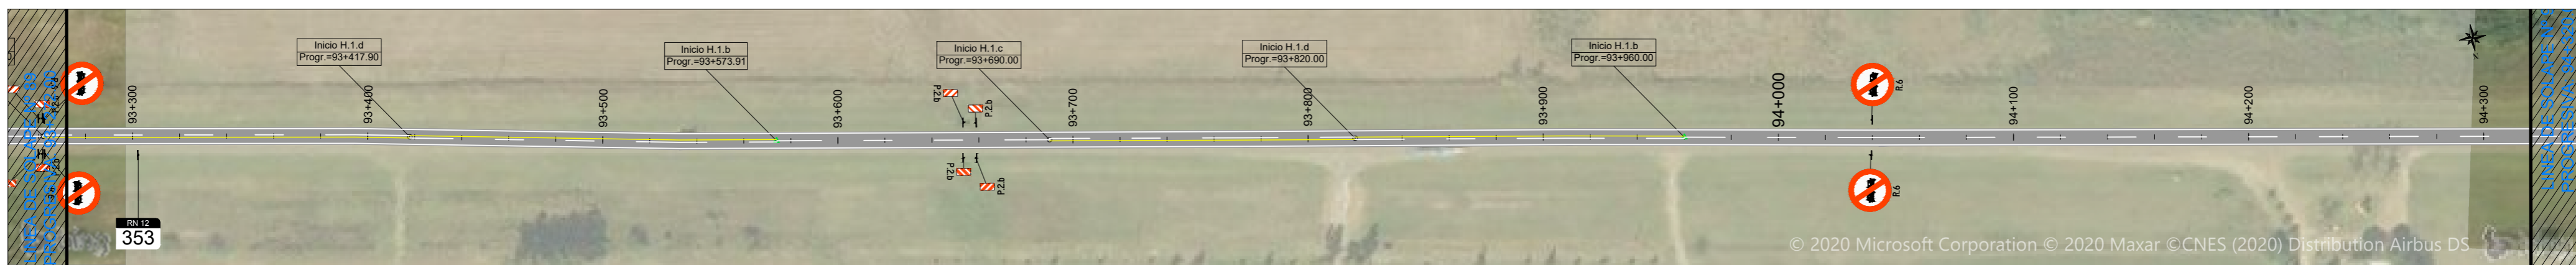 Inicio H.1.d
Progr.=93+417.90
Inicio H.1.b
Progr.=93+573.91
Inicio H.1.c
Progr.=93+690.00
Inicio H.1.d
Progr.=93+820.00
Inicio H.1.b
Progr.=93+960.00
93+300
93+400
93+500
93+600
93+700
93+800
93+900
94+000
94+100
94+200
94+300
P.2.b
P.2.b
P.2.b
P.2.b
R.6
R.6
RN 12
353
© 2020 Microsoft Corporation © 2020 Maxar ©CNES (2020) Distribution Airbus DS